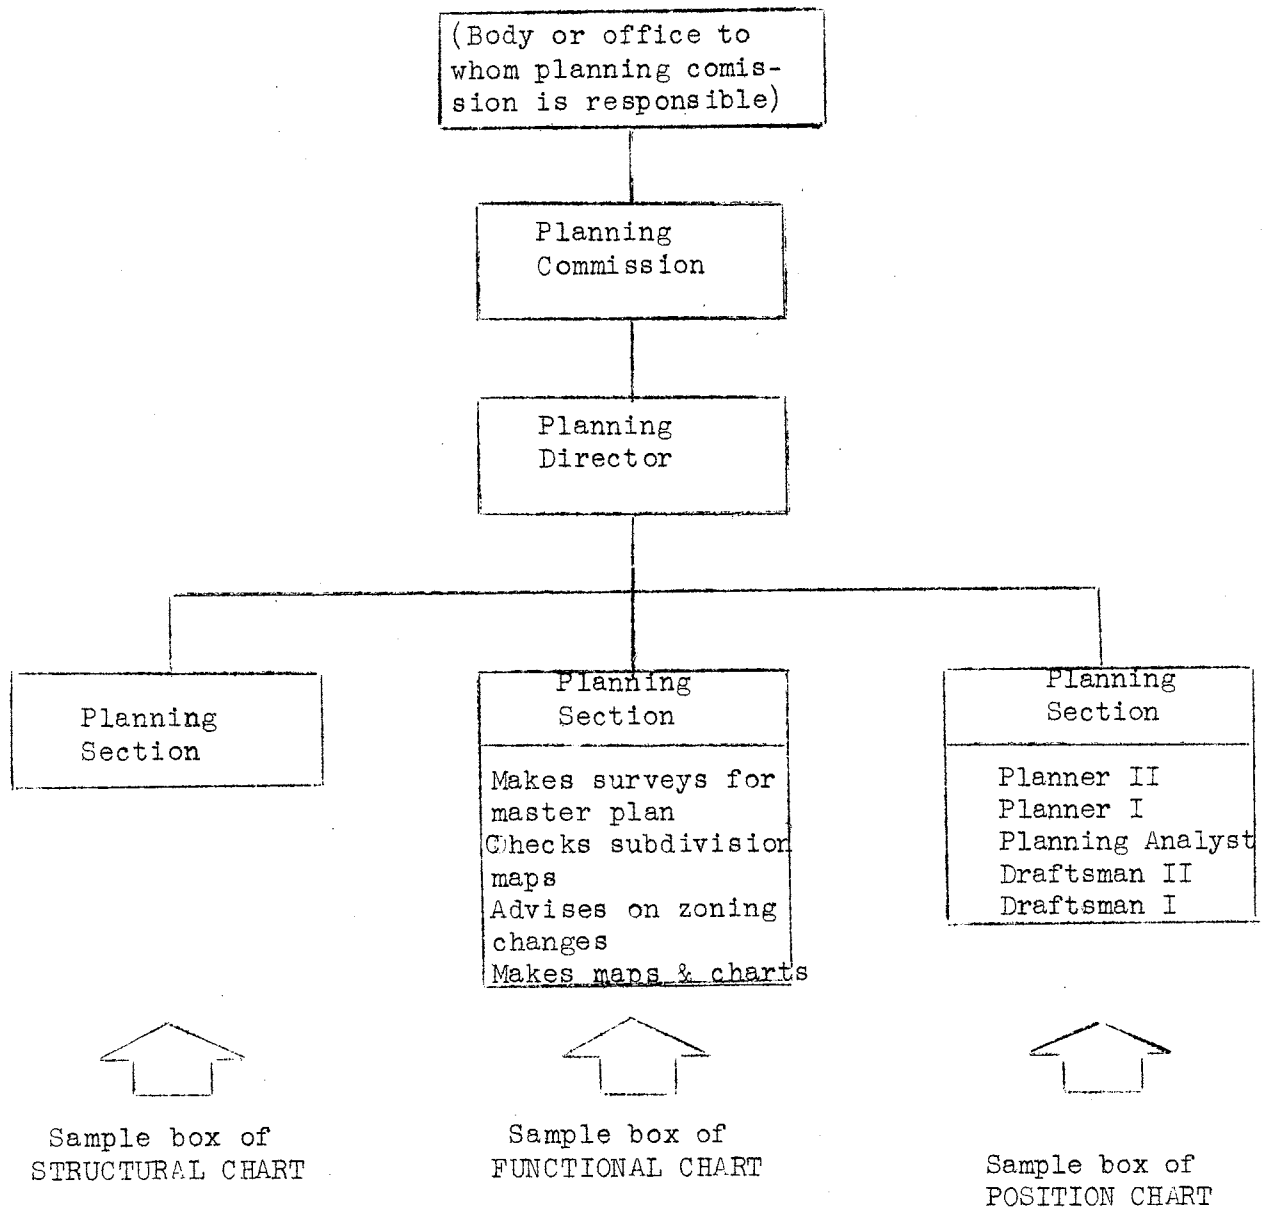 (Body or office to
whom planning comis-
sion is responsible)
Planning
Commission
Planning
Director
Planning
Section
Planning
Section
Makes surveys for
master plan
Checks subdivision
maps
Advises on zoning
changes
Makes maps & charts
Planning
Section
Planner II
Planner I
Planning Analyst
Draftsman II
Draftsman I
Sample box of
STRUCTURAL CHART
Sample box of
FUNCTIONAL CHART
Sample box of
POSITION CHART